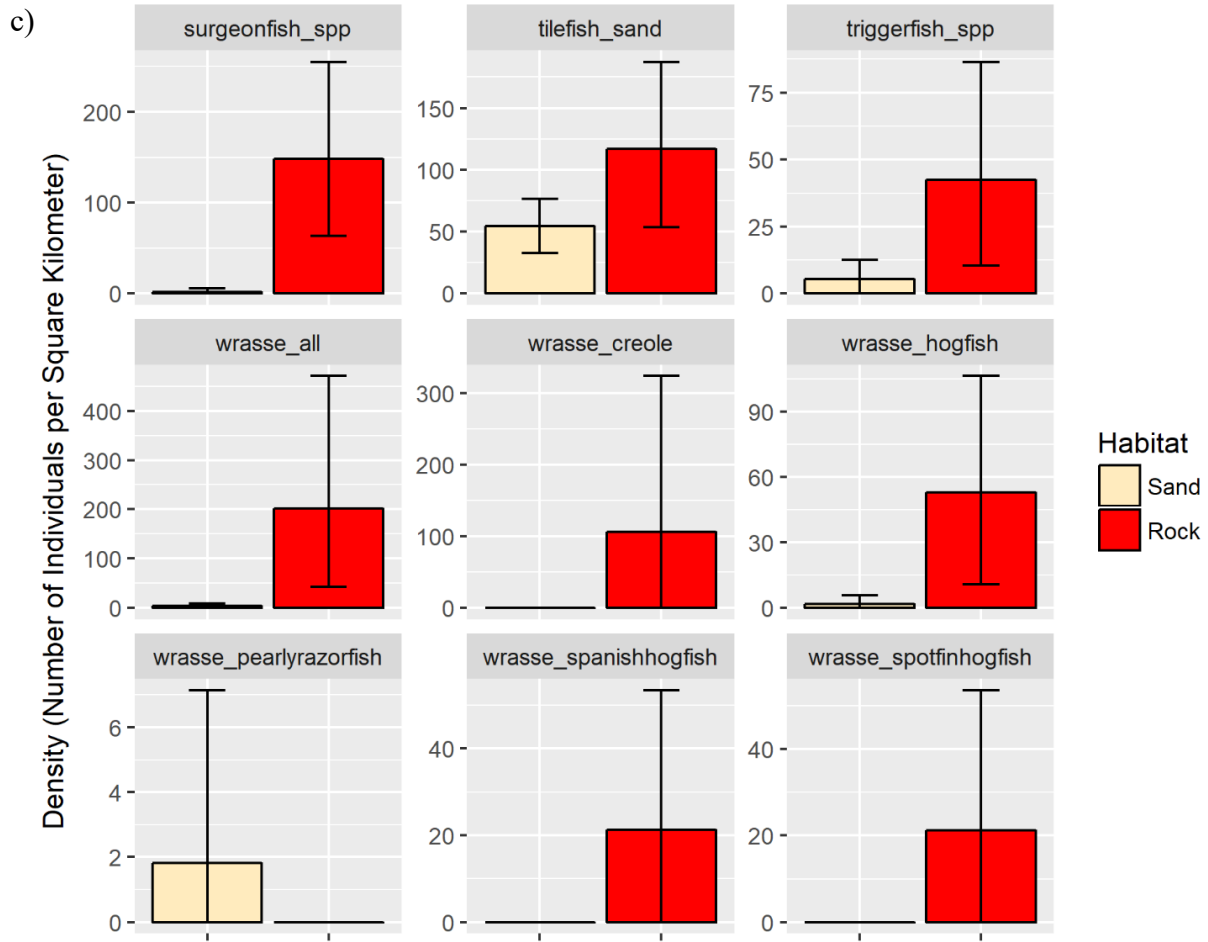 c)
Density (Number of Individuals per Square Kilometer)
surgeonfish_spp
200
100
0
tilefish_sand
150
100
50
0
triggerfish_spp
75
50
25
0
wrasse_all
400
300
200
100
0
wrasse_creole
300
200
100
0
wrasse_hogfish
90
60
30
0
wrasse_pearlyrazorfish
6
4
2
0
wrasse_spanishhogfish
40
20
0
wrasse_spotfinhogfish
40
20
0
Habitat
Sand
Rock